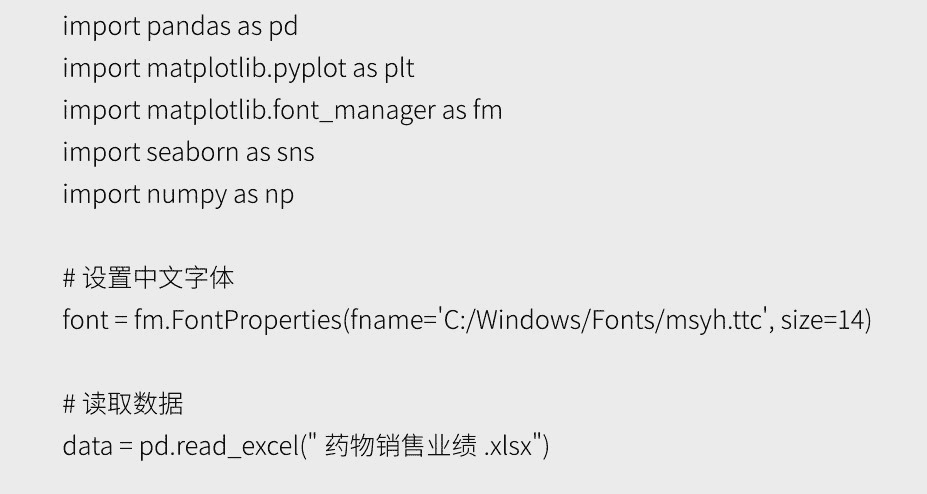 import pandas as pd
import matplotlib.pyplot as plt
import matplotlib.font_manager as fm
import seaborn as sns
import numpy as np
# 设置中文字体
font = fm.FontProperties(fname='C:/Windows/Fonts/msyh.ttc', size=14)
# 读取数据
data = pd.read_excel(" 药物销售业绩 .xlsx")